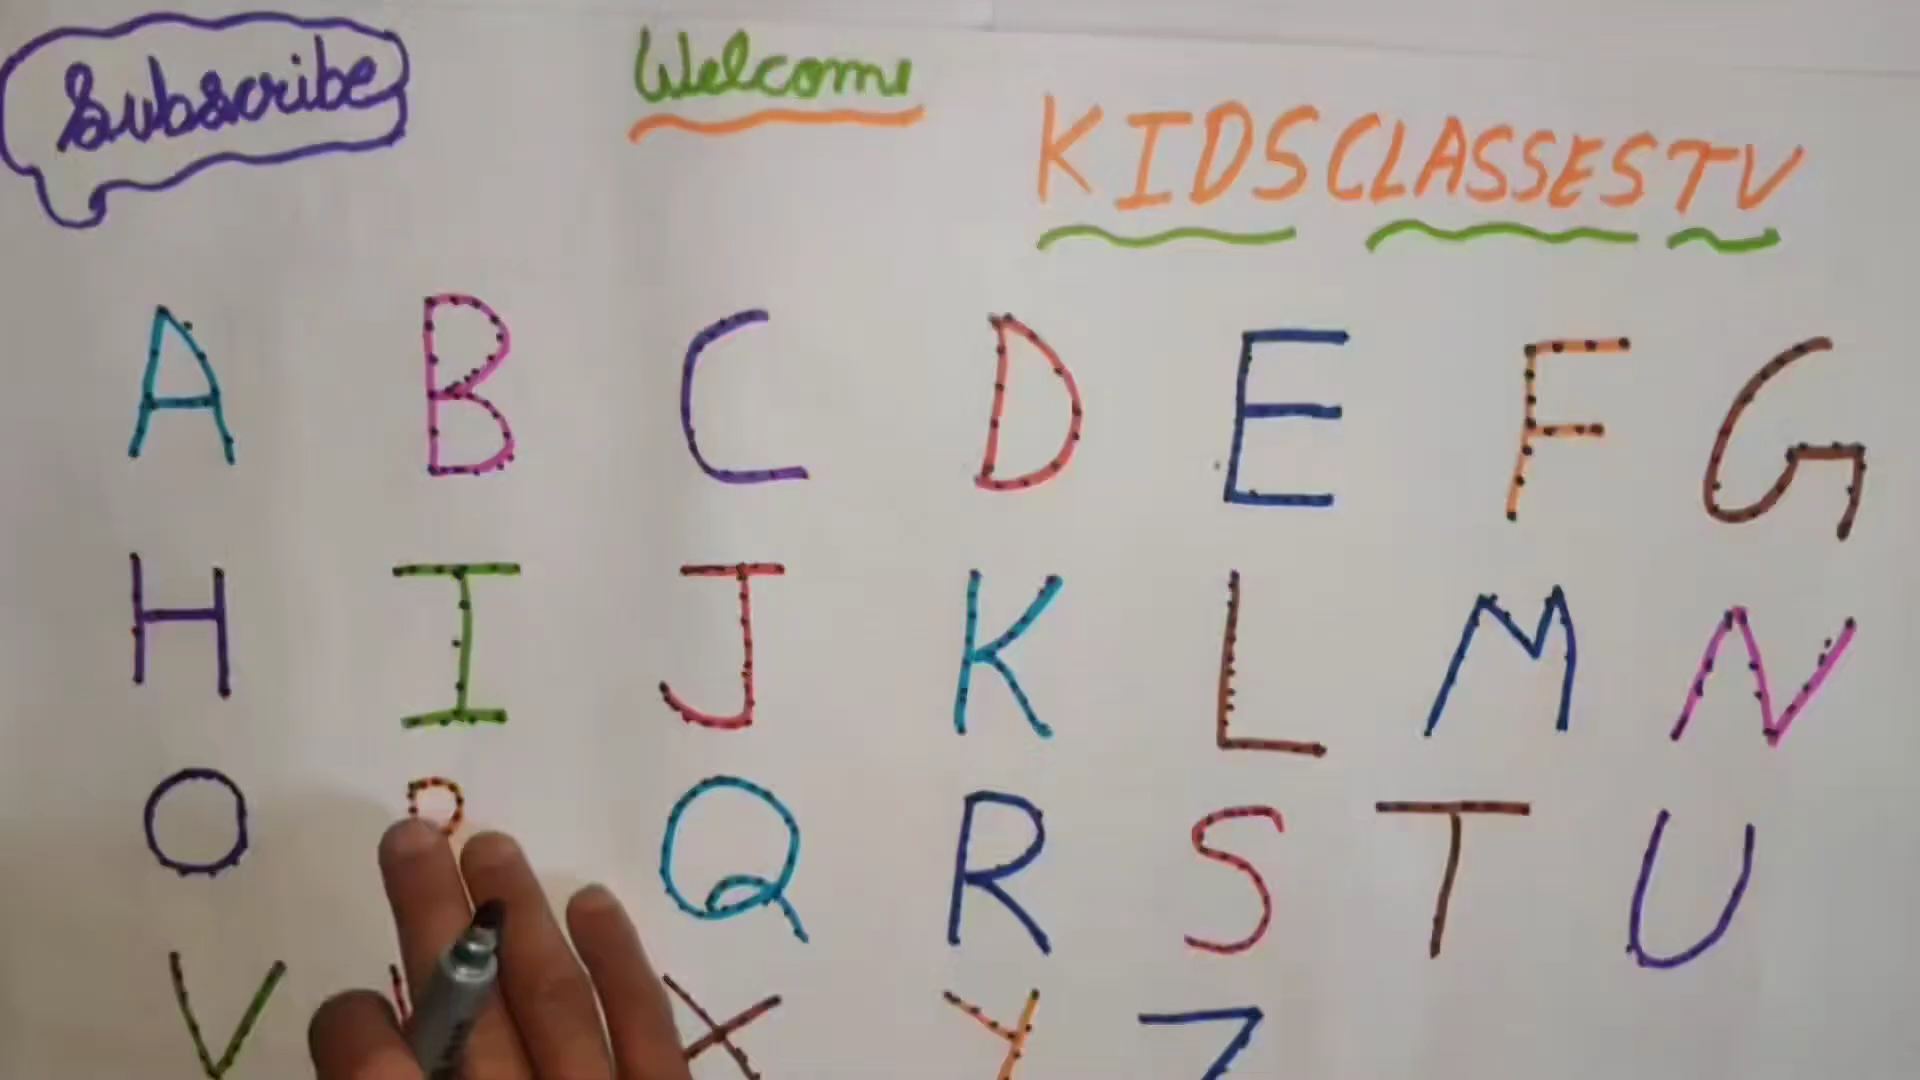 Subscribe
Welcome
KIDSCLASSESTV
A B C D E F G
H I J K L M N
O P Q R S T U
V X Y Z